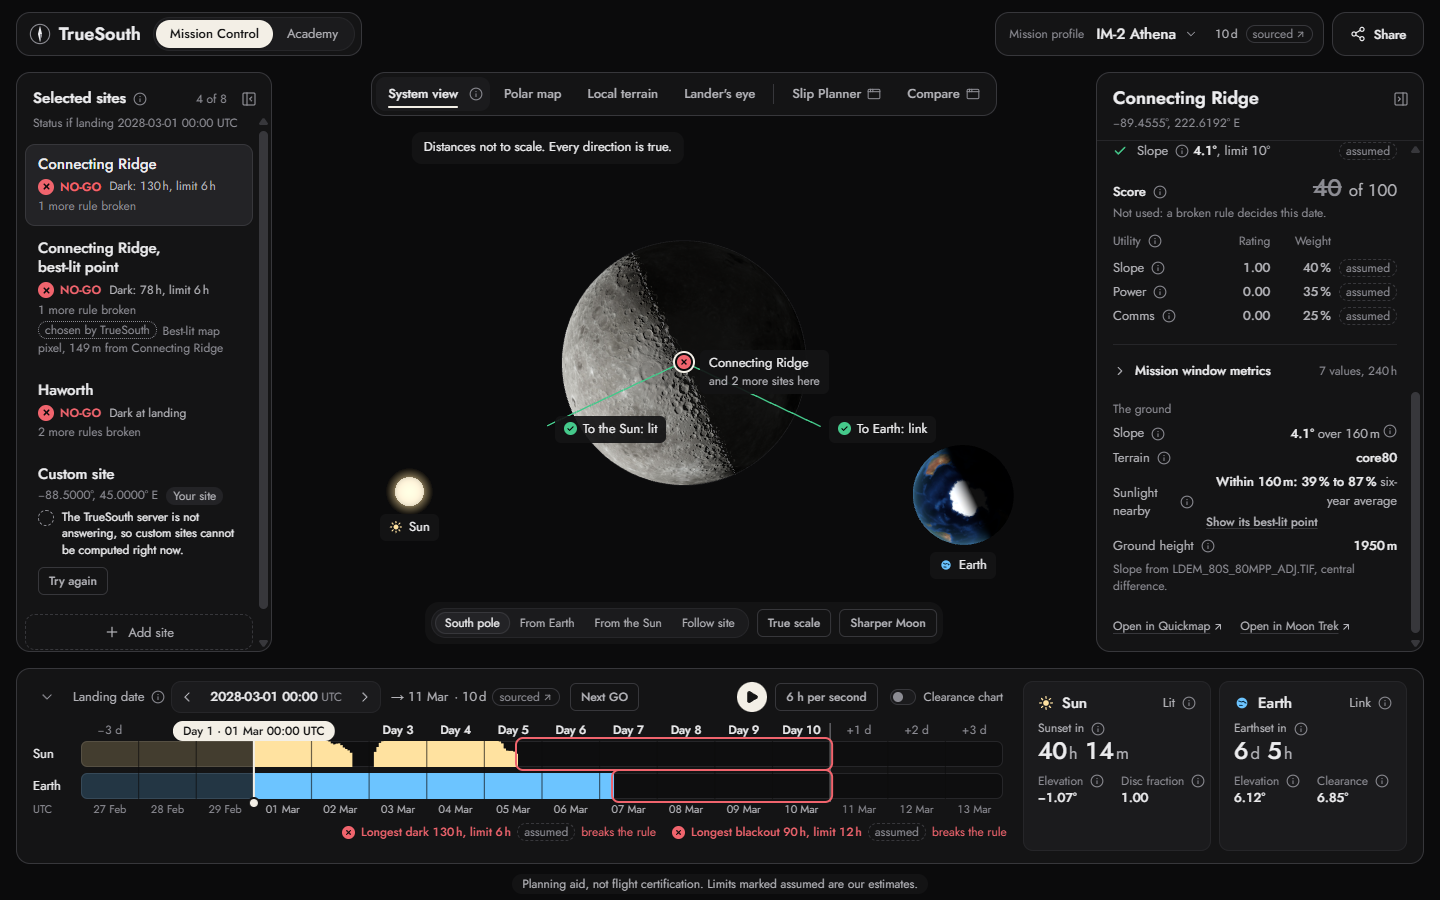 TrueSouth
Mission Control
Academy
Mission profile IM-2 Athena 10 d sourced ↗
Share
Selected sites 4 of 8
Status if landing 2028-03-01 00:00 UTC
Connecting Ridge
NO-GO Dark: 130 h, limit 6 h
1 more rule broken
Connecting Ridge,
best-lit point
NO-GO Dark: 78 h, limit 6 h
1 more rule broken
chosen by TrueSouth Best-lit map
pixel, 149 m from Connecting Ridge
Haworth
NO-GO Dark at landing
2 more rules broken
Custom site
−88.5000°, 45.0000° E Your site
The TrueSouth server is not
answering, so custom sites cannot
be computed right now.
Try again
+ Add site
System view Polar map Local terrain Lander's eye Slip Planner Compare
Distances not to scale. Every direction is true.
Connecting Ridge
and 2 more sites here
To the Sun: lit
To Earth: link
Sun
Earth
South pole From Earth From the Sun Follow site True scale Sharper Moon
Connecting Ridge
−89.4555°, 222.6192° E
Slope 4.1°, limit 10° assumed
Score 40 of 100
Not used: a broken rule decides this date.
Utility Rating Weight
Slope 1.00 40 % assumed
Power 0.00 35 % assumed
Comms 0.00 25 % assumed
Mission window metrics 7 values, 240 h
The ground
Slope 4.1° over 160 m
Terrain core80
Sunlight nearby Within 160 m: 39 % to 87 % six-
year average
Show its best-lit point
Ground height 1950 m
Slope from LDEM_80S_80MPP_ADJ.TIF, central
difference.
Open in Quickmap ↗ Open in Moon Trek ↗
Landing date 2028-03-01 00:00 UTC → 11 Mar · 10 d sourced ↗ Next GO
6 h per second Clearance chart
−3 d Day 1 · 01 Mar 00:00 UTC Day 3 Day 4 Day 5 Day 6 Day 7 Day 8 Day 9 Day 10 +1 d +2 d +3 d
Sun
Earth
UTC 27 Feb 28 Feb 29 Feb 01 Mar 02 Mar 03 Mar 04 Mar 05 Mar 06 Mar 07 Mar 08 Mar 09 Mar 10 Mar 11 Mar 12 Mar 13 Mar
Longest dark 130 h, limit 6 h assumed breaks the rule Longest blackout 90 h, limit 12 h assumed breaks the rule
Sun Lit
Sunset in
40 h 14 m
Elevation Disc fraction
−1.07° 1.00
Earth Link
Earthset in
6 d 5 h
Elevation Clearance
6.12° 6.85°
Planning aid, not flight certification. Limits marked assumed are our estimates.